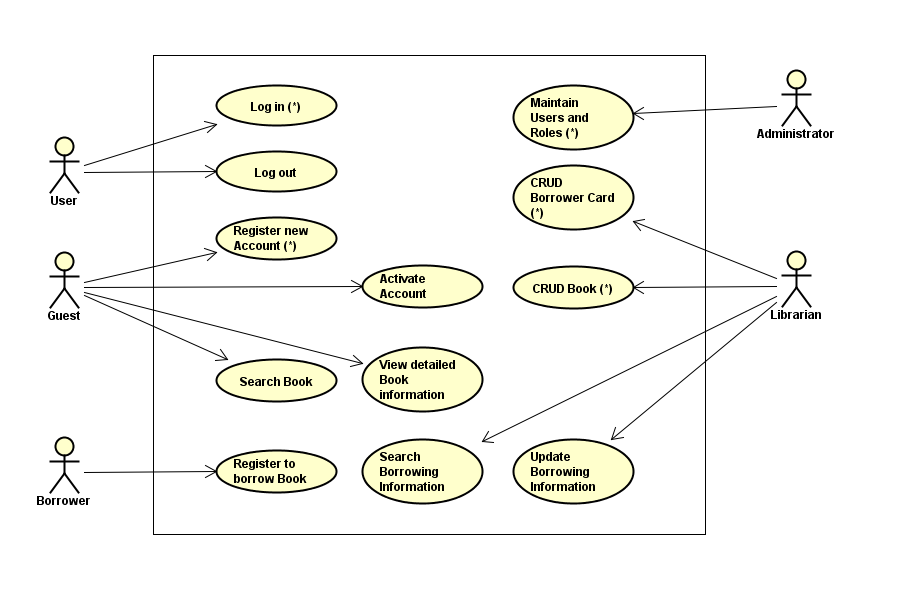 Log in (*)
Maintain
Users and
Roles (*)
Administrator
Log out
User
CRUD
Borrower Card
(*)
Register new
Account (*)
Activate
Account
CRUD Book (*)
Guest
Librarian
Search Book
View detailed
Book
information
Register to
borrow Book
Search
Borrowing
Information
Update
Borrowing
Information
Borrower